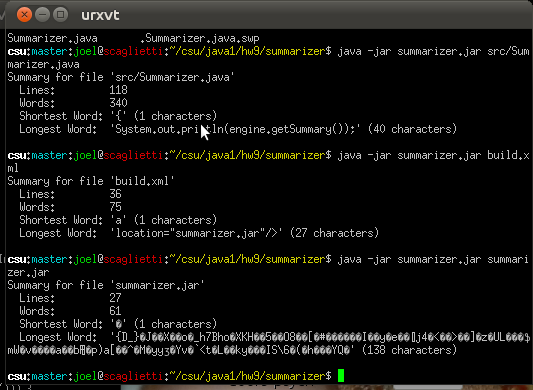 urxvt
Summarizer.java .Summarizer.java.swp
csu:master:joel@scaglietti:~/csu/java1/hw9/summarizer$ java -jar summarizer.jar src/Sum
marizer.java
Summary for file 'src/Summarizer.java'
Lines: 118
Words: 340
Shortest Word: '{' (1 characters)
Longest Word: 'System.out.println(engine.getSummary());' (40 characters)
csu:master:joel@scaglietti:~/csu/java1/hw9/summarizer$ java -jar summarizer.jar build.x
ml
Summary for file 'build.xml'
Lines: 36
Words: 75
Shortest Word: 'a' (1 characters)
Longest Word: 'location="summarizer.jar"/>' (27 characters)
csu:master:joel@scaglietti:~/csu/java1/hw9/summarizer$ java -jar summarizer.jar summari
zer.jar
Summary for file 'summarizer.jar'
Lines: 27
Words: 61
Shortest Word: '�' (1 characters)
Longest Word: (138 characters)
csu:master:joel@scaglietti:~/csu/java1/hw9/summarizer$